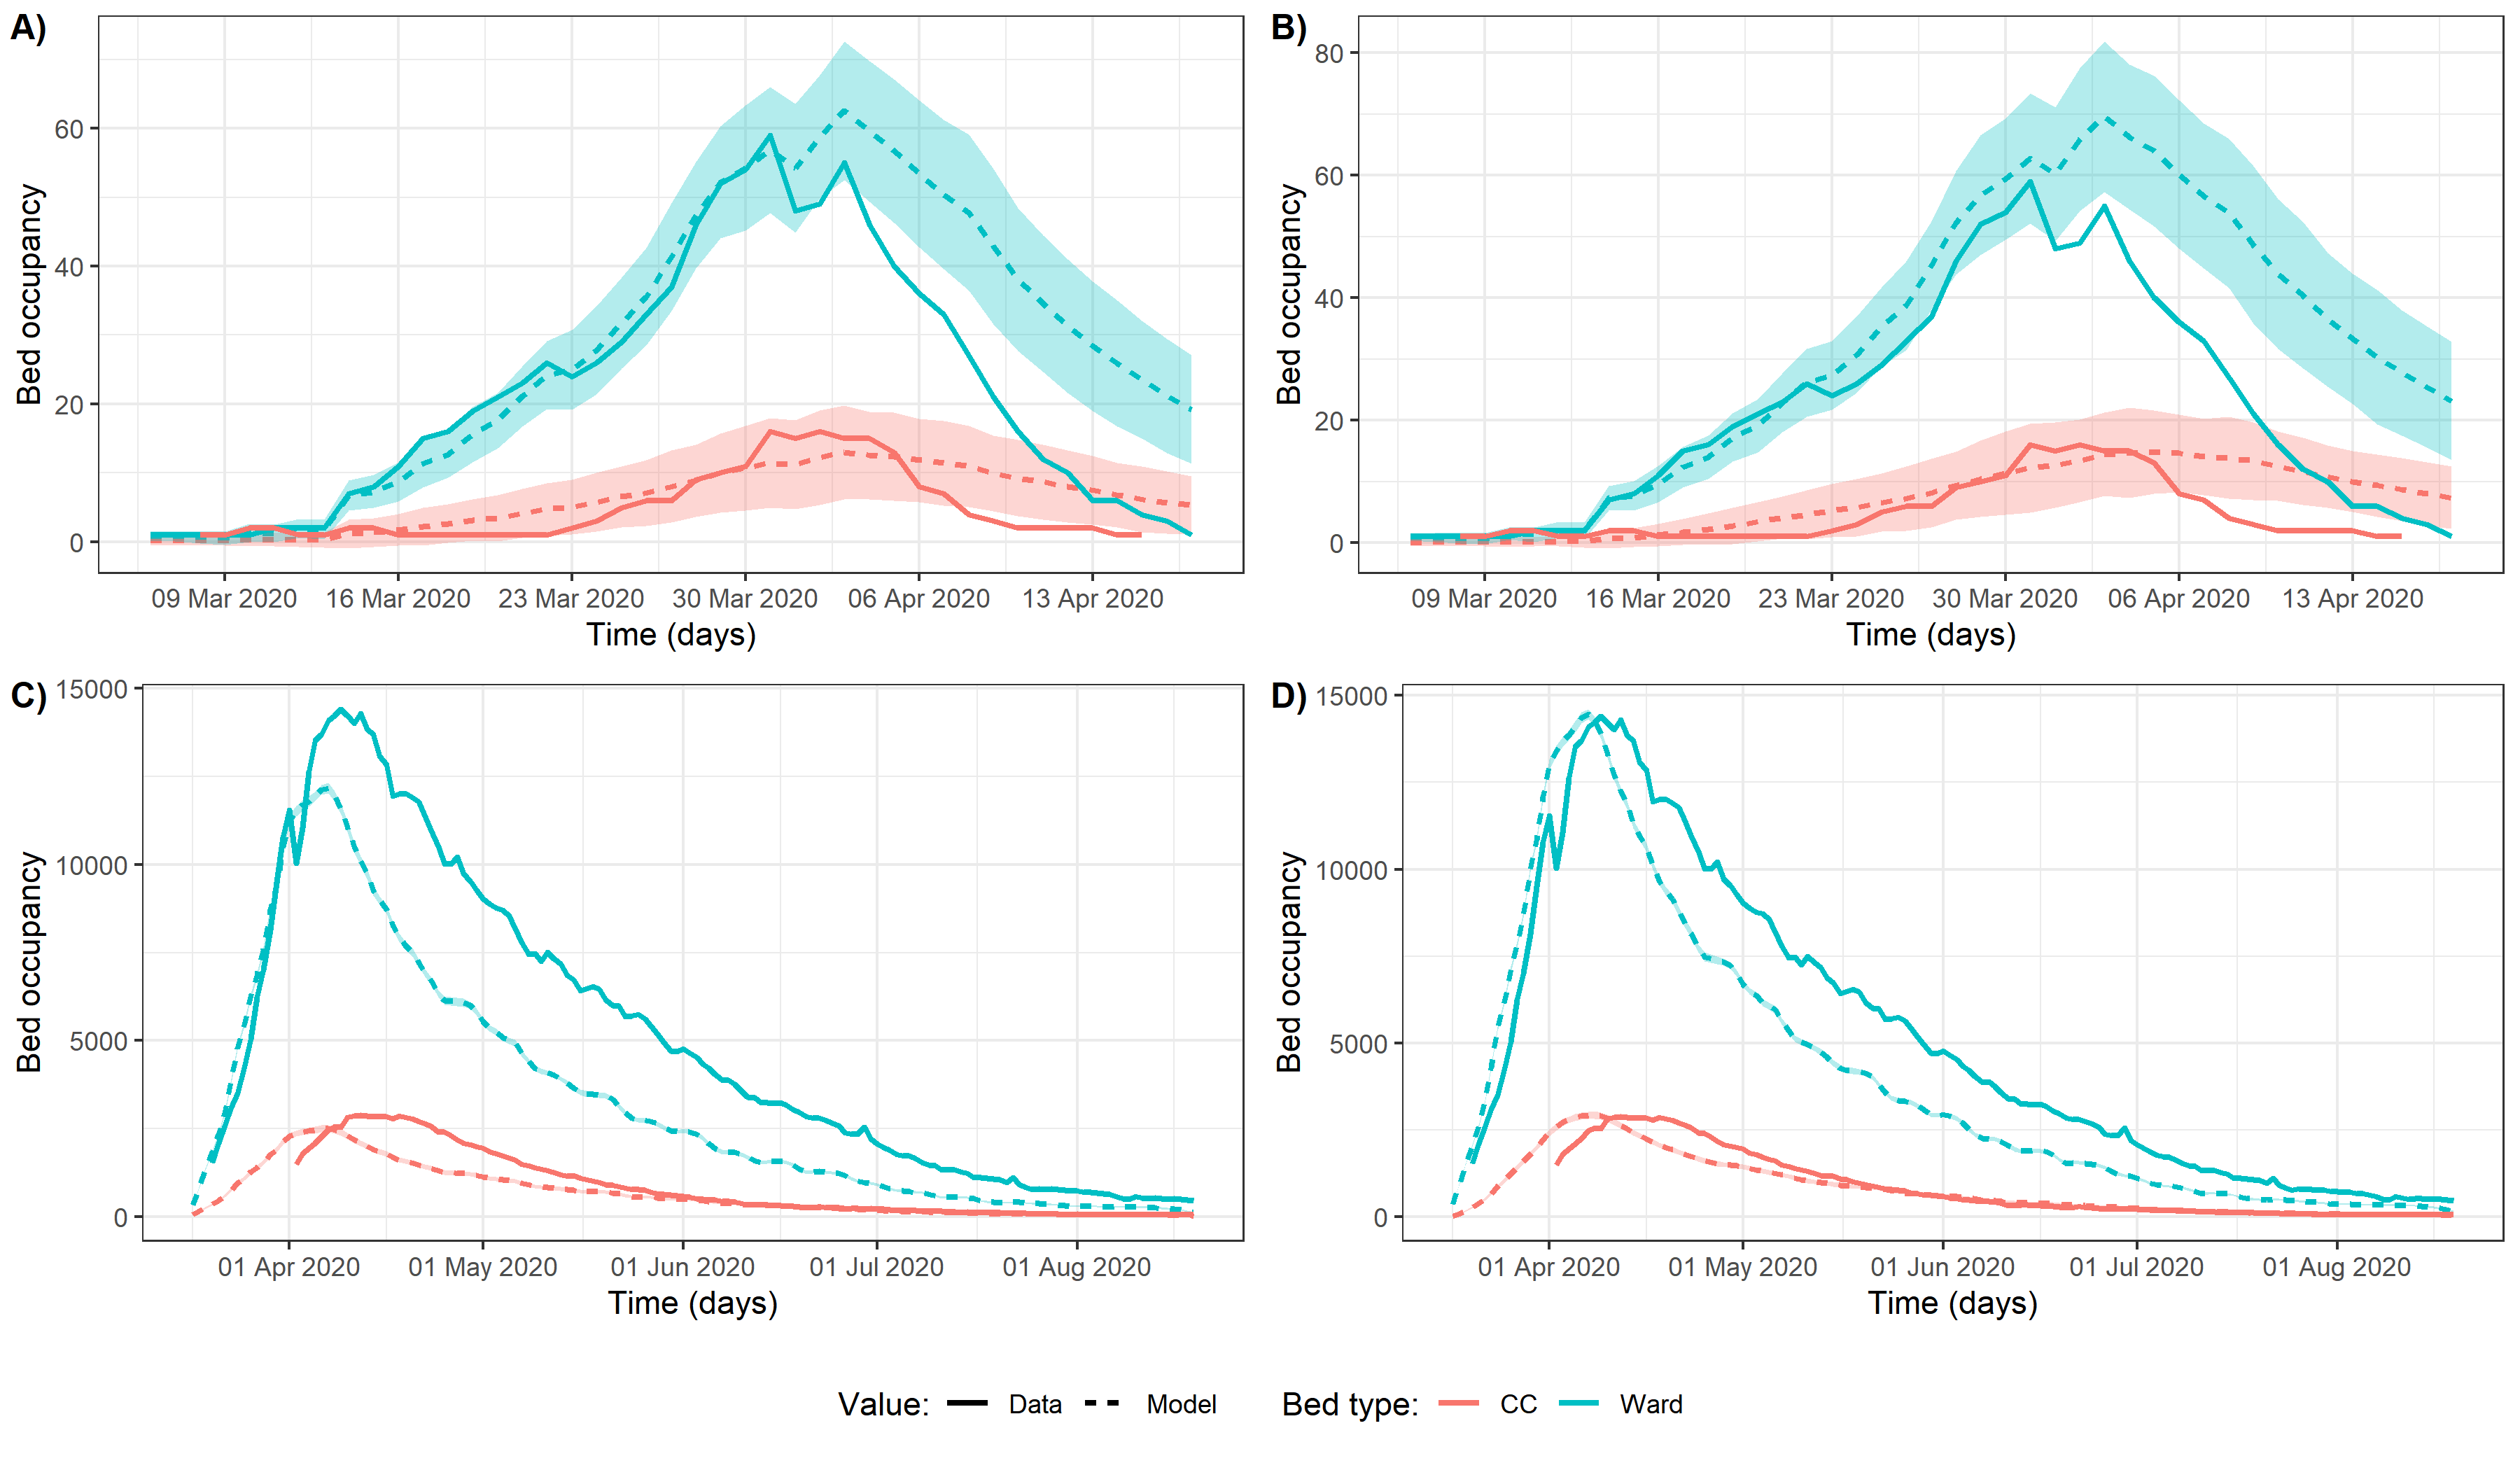 A)
Bed occupancy
60
40
20
0
09 Mar 2020 16 Mar 2020 23 Mar 2020 30 Mar 2020 06 Apr 2020 13 Apr 2020
Time (days)
B)
Bed occupancy
80
60
40
20
0
09 Mar 2020 16 Mar 2020 23 Mar 2020 30 Mar 2020 06 Apr 2020 13 Apr 2020
Time (days)
C)
Bed occupancy
15000
10000
5000
0
01 Apr 2020 01 May 2020 01 Jun 2020 01 Jul 2020 01 Aug 2020
Time (days)
D)
Bed occupancy
15000
10000
5000
0
01 Apr 2020 01 May 2020 01 Jun 2020 01 Jul 2020 01 Aug 2020
Time (days)
Value: Data Model Bed type: CC Ward